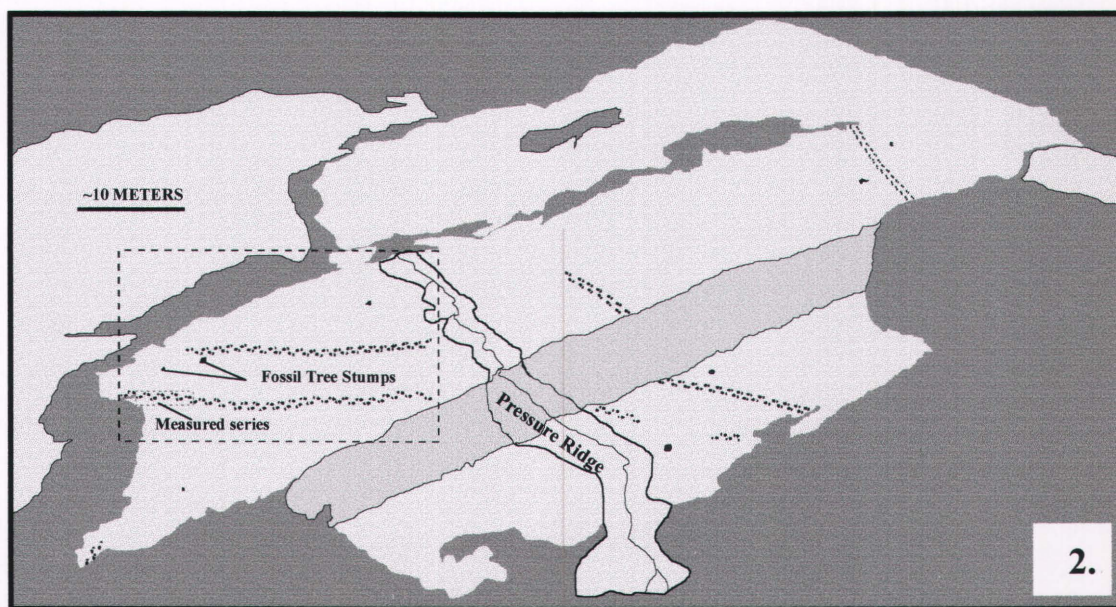 ~10 METERS
Fossil Tree Stumps
Measured series
Pressure Ridge
2.